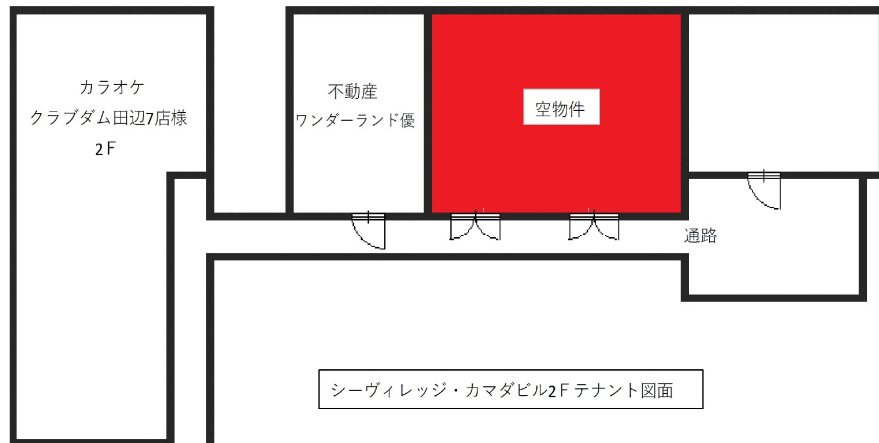 カラオケ
クラブダム田辺7店様
2Ｆ
不動産
ワンダーランド優
空物件
通路
シーヴィレッジ・カマダビル2Ｆテナント図面